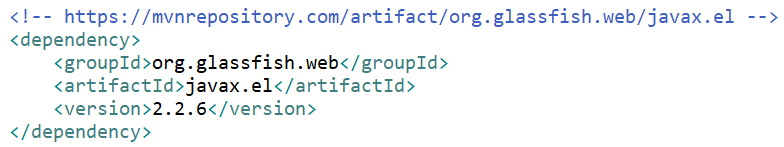 <!-- https://mvnrepository.com/artifact/org.glassfish.web/javax.el -->
<dependency>
    <groupId>org.glassfish.web</groupId>
    <artifactId>javax.el</artifactId>
    <version>2.2.6</version>
</dependency>